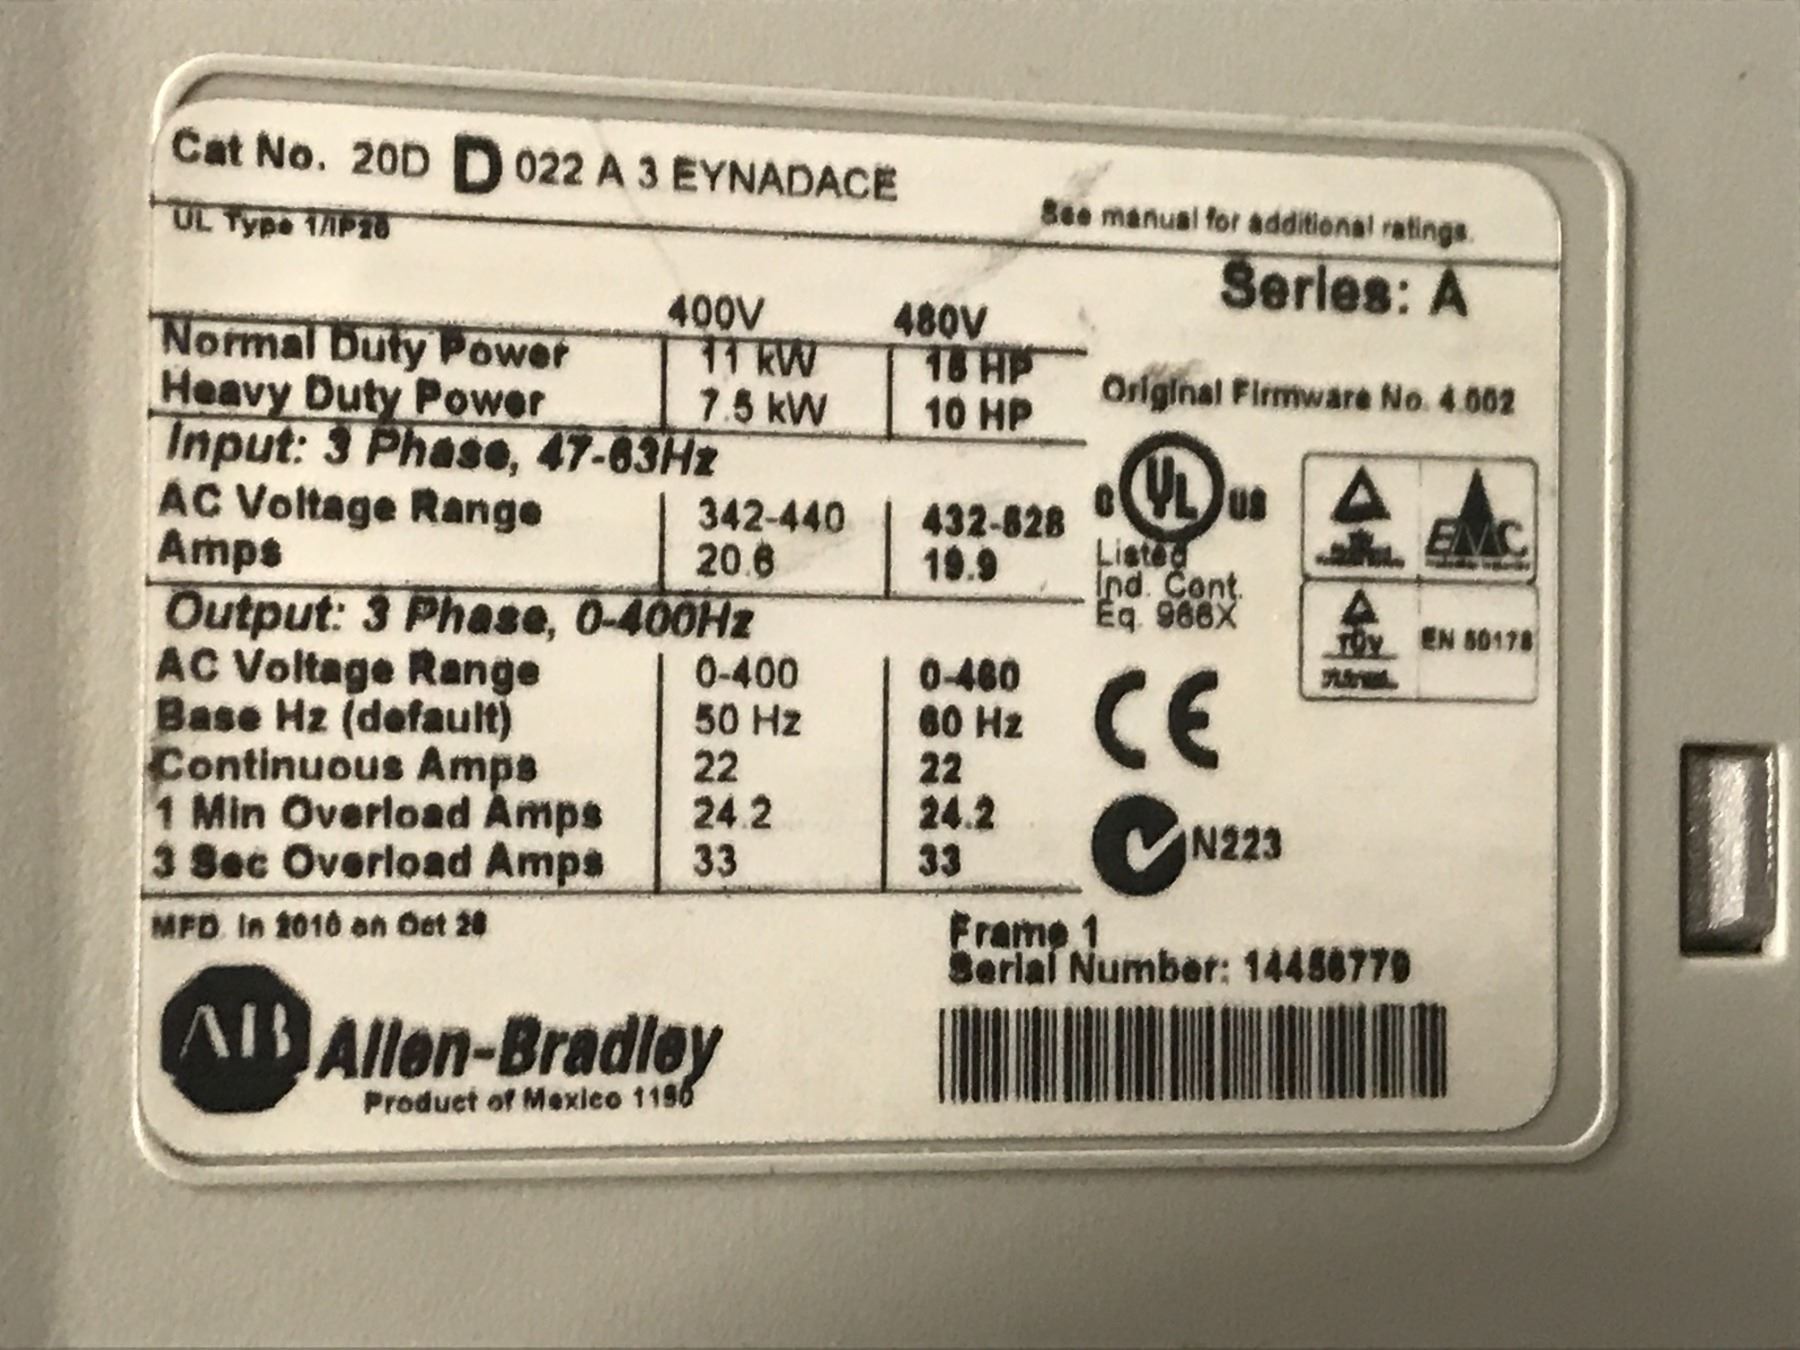 Cat No. 20D D 022 A 3 EYNADACE
UL Type 1/IP20
See manual for additional ratings.
Series: A
400V 480V
Normal Duty Power 11 kW 15 HP
Heavy Duty Power 7.5 kW 10 HP
Original Firmware No. 4.002
Input: 3 Phase, 47-63Hz
AC Voltage Range 342-440 432-528
Amps 20.6 19.9
C UL US
Listed
Ind. Cont.
Eq. 966X
EMC
TÜV
EN 50178
Output: 3 Phase, 0-400Hz
AC Voltage Range 0-400 0-460
Base Hz (default) 50 Hz 60 Hz
Continuous Amps 22 22
1 Min Overload Amps 24.2 24.2
3 Sec Overload Amps 33 33
CE
N223
MFD. in 2010 on Oct 28
Frame 1
Serial Number:
AB Allen-Bradley
Product of Mexico